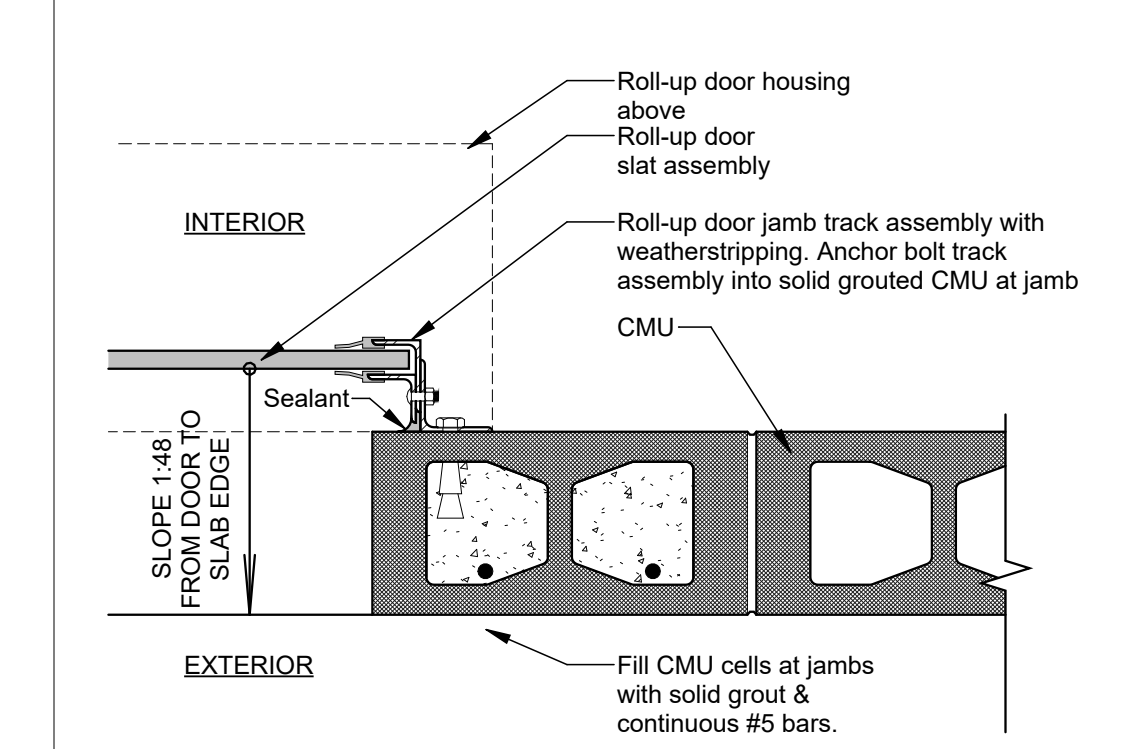 Roll-up door housing
above
Roll-up door
slat assembly
INTERIOR
Roll-up door jamb track assembly with
weatherstripping. Anchor bolt track
assembly into solid grouted CMU at jamb
CMU
Sealant
SLOPE 1:48
FROM DOOR TO
SLAB EDGE
EXTERIOR
Fill CMU cells at jambs
with solid grout &
continuous #5 bars.